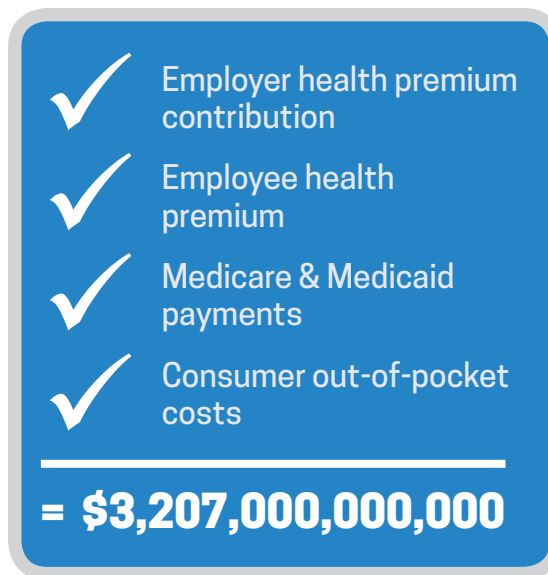 Employer health premium
contribution
Employee health
premium
Medicare & Medicaid
payments
Consumer out-of-pocket
costs
= $3,207,000,000,000